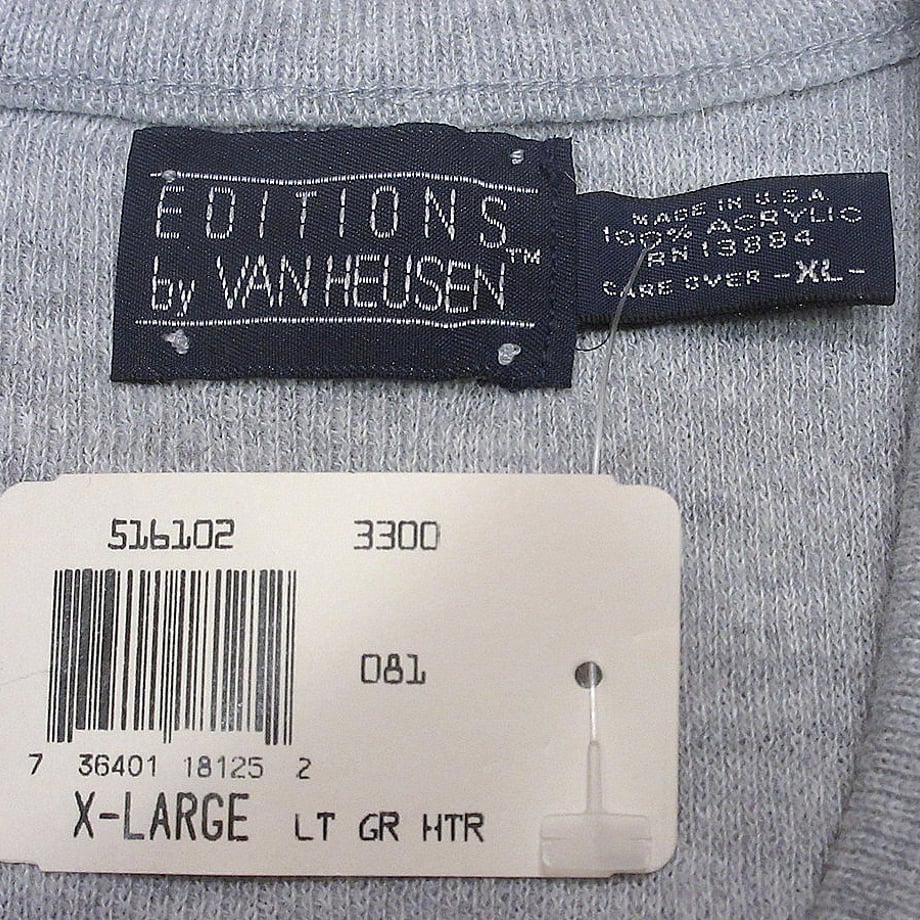 EDITIONS
by VAN HEUSEN™
MADE IN U.S.A.
100% ACRYLIC
RN 13884
CARE OVER -XL-
516102 3300
081
7 36401 18125 2
X-LARGE LT GR HTR